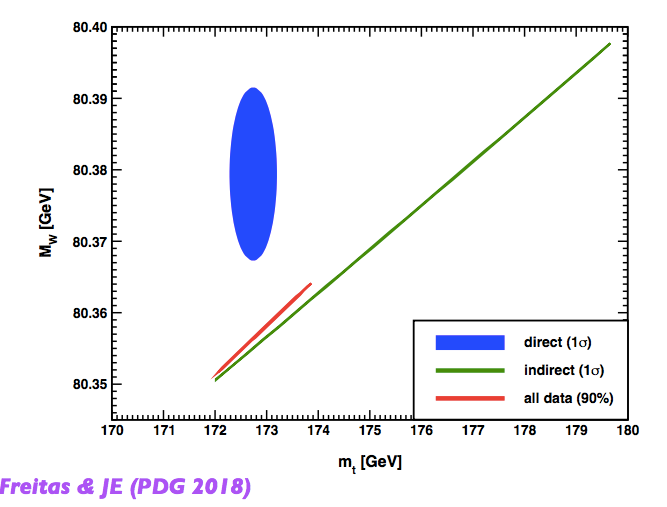 80.40
80.39
80.38
80.37
80.36
80.35
M_W [GeV]
direct (1σ)
indirect (1σ)
all data (90%)
170 171 172 173 174 175 176 177 178 179 180
m_t [GeV]
Freitas & JE (PDG 2018)